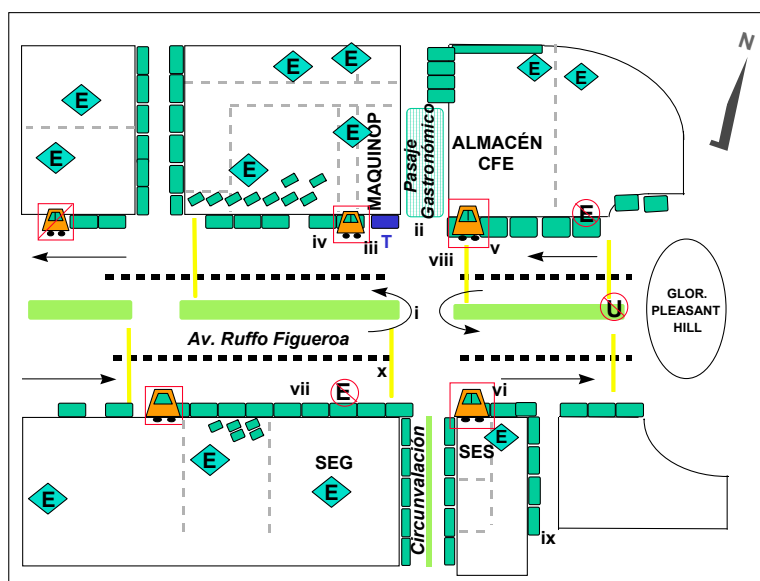 N
E
E
E
E
E
E
MAQUINOP
Pasaje
Gastronómico
ALMACÉN
CFE
E
E
E
iv
iii
T
ii
viii
v
i
U
GLOR.
PLEASANT
HILL
Av. Ruffo Figueroa
x
vii
E
vi
E
E
SEG
E
Circunvalación
SES
E
ix